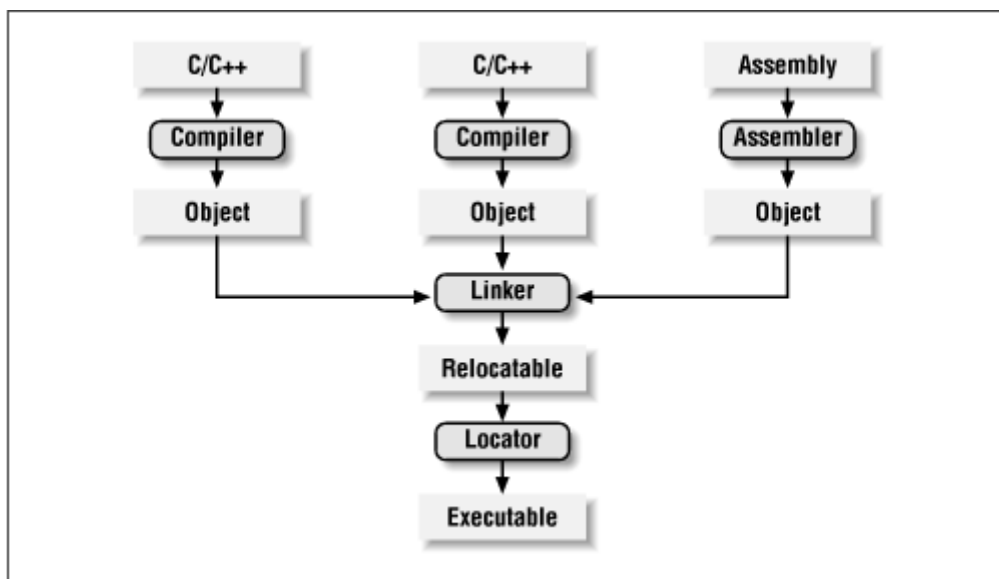 C/C++
C/C++
Assembly
Compiler
Compiler
Assembler
Object
Object
Object
Linker
Relocatable
Locator
Executable